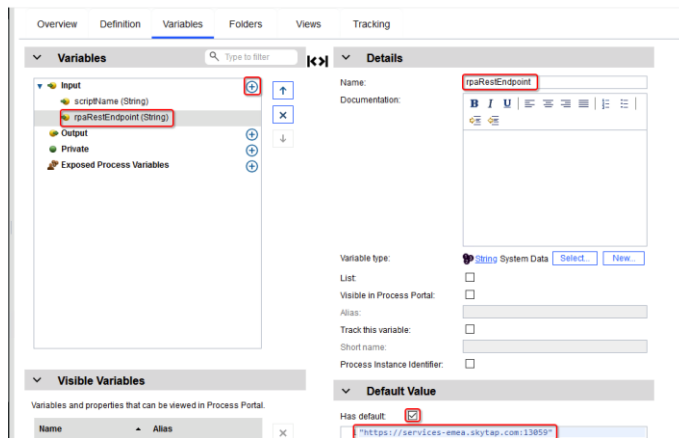 Overview Definition Variables Folders Views Tracking
Variables
Type to filter
Input
scriptName (String)
rpaRestEndpoint (String)
Output
Private
Exposed Process Variables
Visible Variables
Variables and properties that can be viewed in Process Portal.
Name Alias
Details
Name: rpaRestEndpoint
Documentation:
B I U
Variable type: String System Data Select... New...
List:
Visible in Process Portal:
Alias:
Track this variable:
Short name:
Process Instance Identifier:
Default Value
Has default:
"https://services-emea.skytap.com:13059"